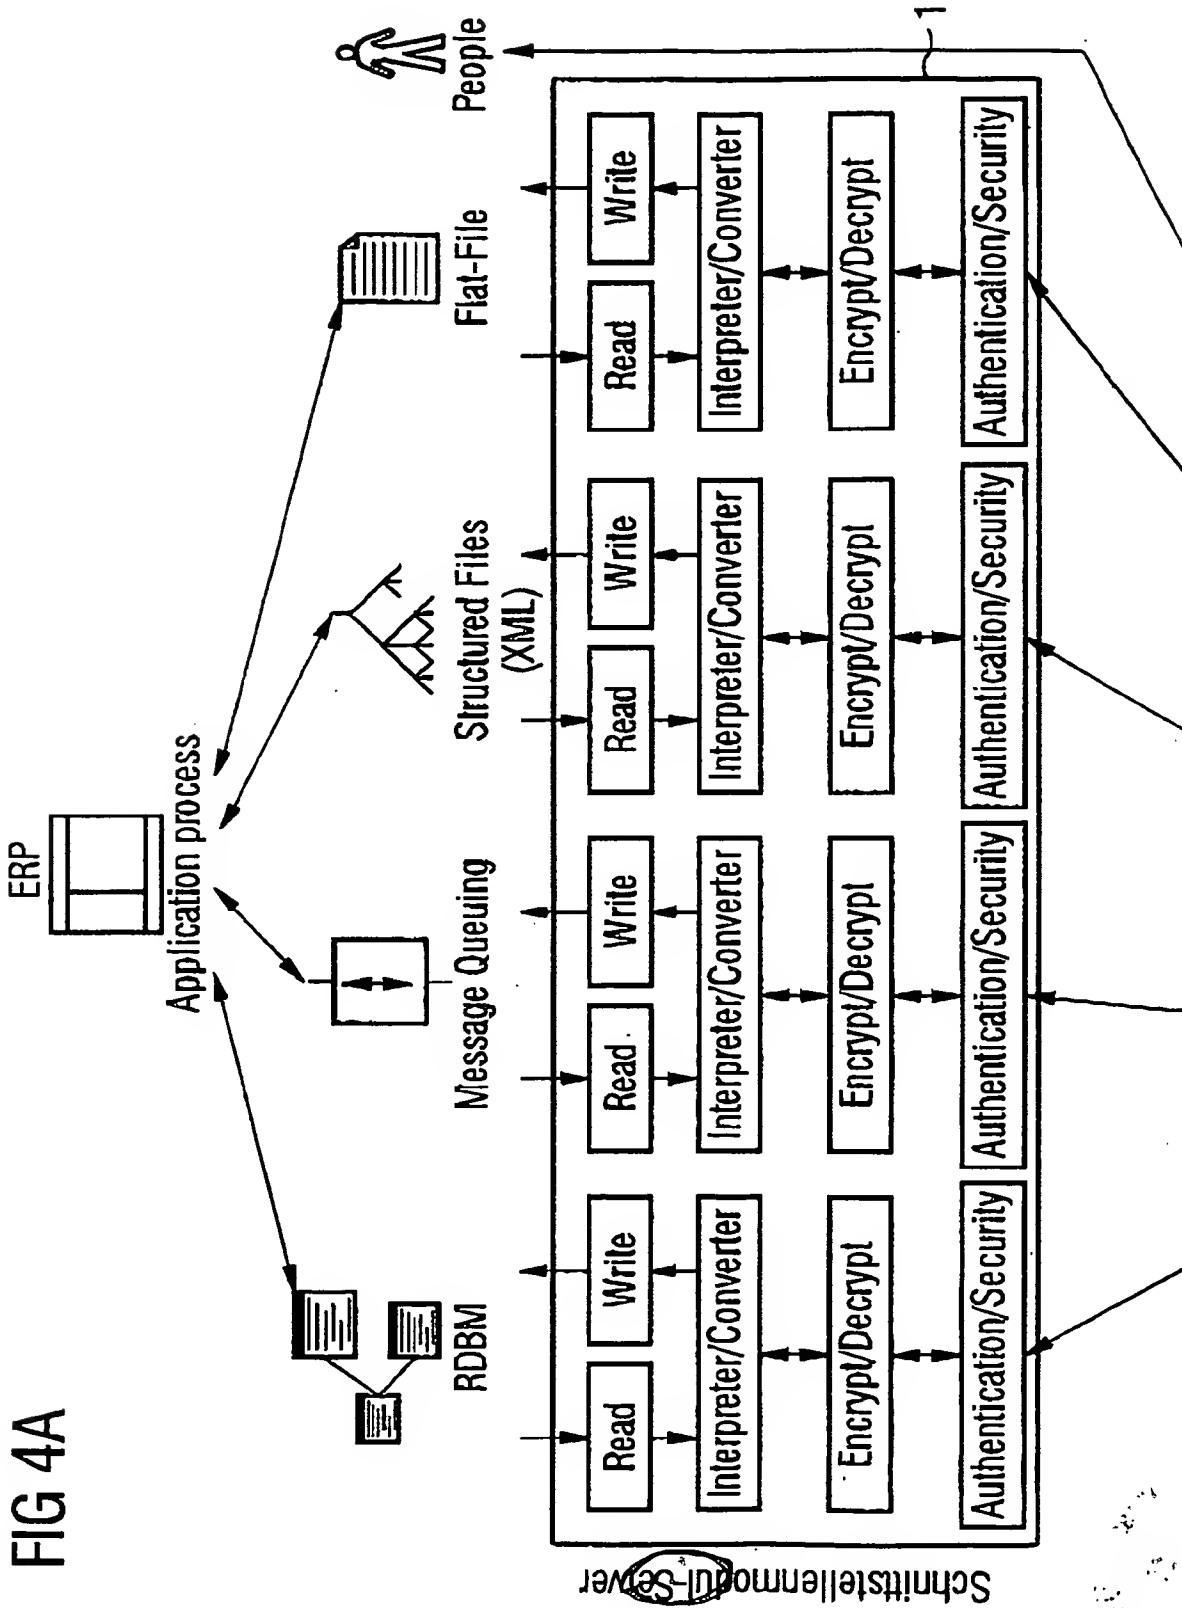 FIG 4A
ERP
Application process
RDBM
Message Queuing
Structured Files
(XML)
Flat-File
People
1
Read
Write
Read
Write
Read
Write
Read
Write
Interpreter/Converter
Interpreter/Converter
Interpreter/Converter
Interpreter/Converter
Encrypt/Decrypt
Encrypt/Decrypt
Encrypt/Decrypt
Encrypt/Decrypt
Authentication/Security
Authentication/Security
Authentication/Security
Authentication/Security
Schnittstellenmodul-Server